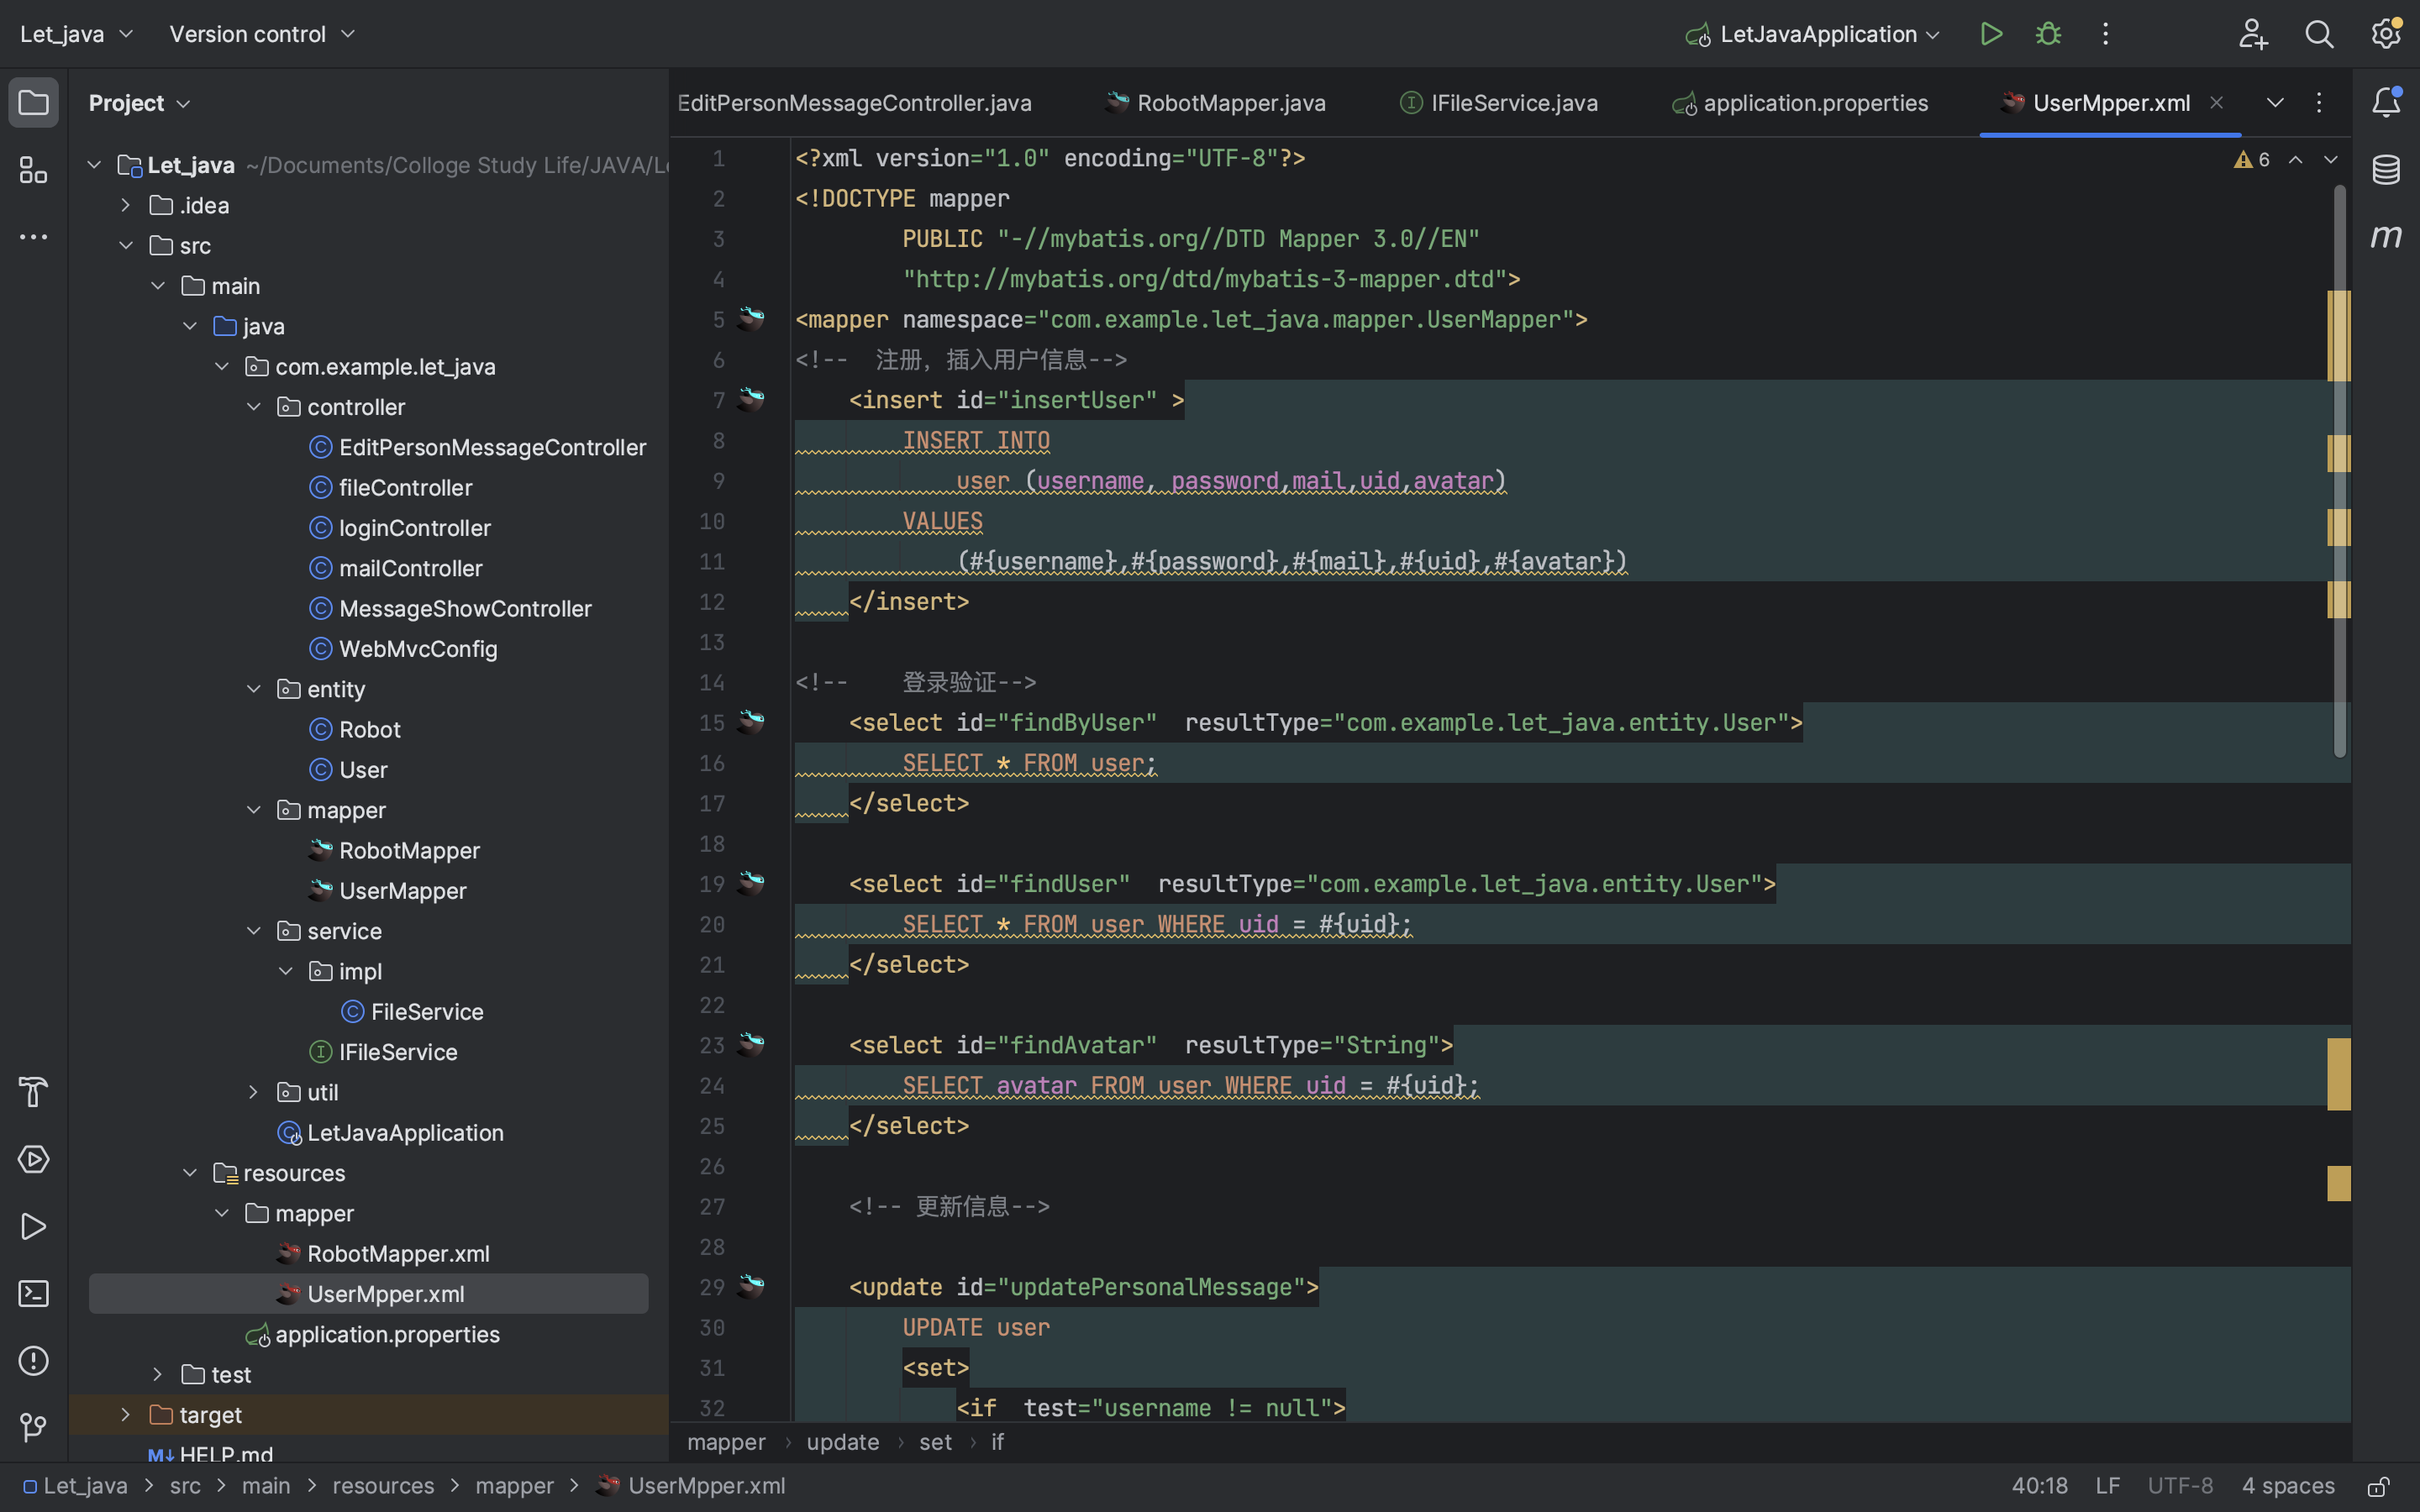 Let_java Version control LetJavaApplication
Project
EditPersonMessageController.java RobotMapper.java IFileService.java application.properties UserMpper.xml
Let_java ~/Documents/Colloge Study Life/JAVA/L
.idea
src
main
java
com.example.let_java
controller
EditPersonMessageController
fileController
loginController
mailController
MessageShowController
WebMvcConfig
entity
Robot
User
mapper
RobotMapper
UserMapper
service
impl
FileService
IFileService
util
LetJavaApplication
resources
mapper
RobotMapper.xml
UserMpper.xml
application.properties
test
target
HELP.md
6
1 <?xml version="1.0" encoding="UTF-8"?>
2 <!DOCTYPE mapper
3 PUBLIC "-//mybatis.org//DTD Mapper 3.0//EN"
4 "http://mybatis.org/dtd/mybatis-3-mapper.dtd">
5 <mapper namespace="com.example.let_java.mapper.UserMapper">
6 <!-- 注册，插入用户信息-->
7 <insert id="insertUser" >
8 INSERT INTO
9 user (username, password,mail,uid,avatar)
10 VALUES
11 (#{username},#{password},#{mail},#{uid},#{avatar})
12 </insert>
13
14 <!-- 登录验证-->
15 <select id="findByUser" resultType="com.example.let_java.entity.User">
16 SELECT * FROM user;
17 </select>
18
19 <select id="findUser" resultType="com.example.let_java.entity.User">
20 SELECT * FROM user WHERE uid = #{uid};
21 </select>
22
23 <select id="findAvatar" resultType="String">
24 SELECT avatar FROM user WHERE uid = #{uid};
25 </select>
26
27 <!-- 更新信息-->
28
29 <update id="updatePersonalMessage">
30 UPDATE user
31 <set>
32 <if test="username != null">
mapper › update › set › if
Let_java > src > main > resources > mapper > UserMpper.xml 40:18 LF UTF-8 4 spaces